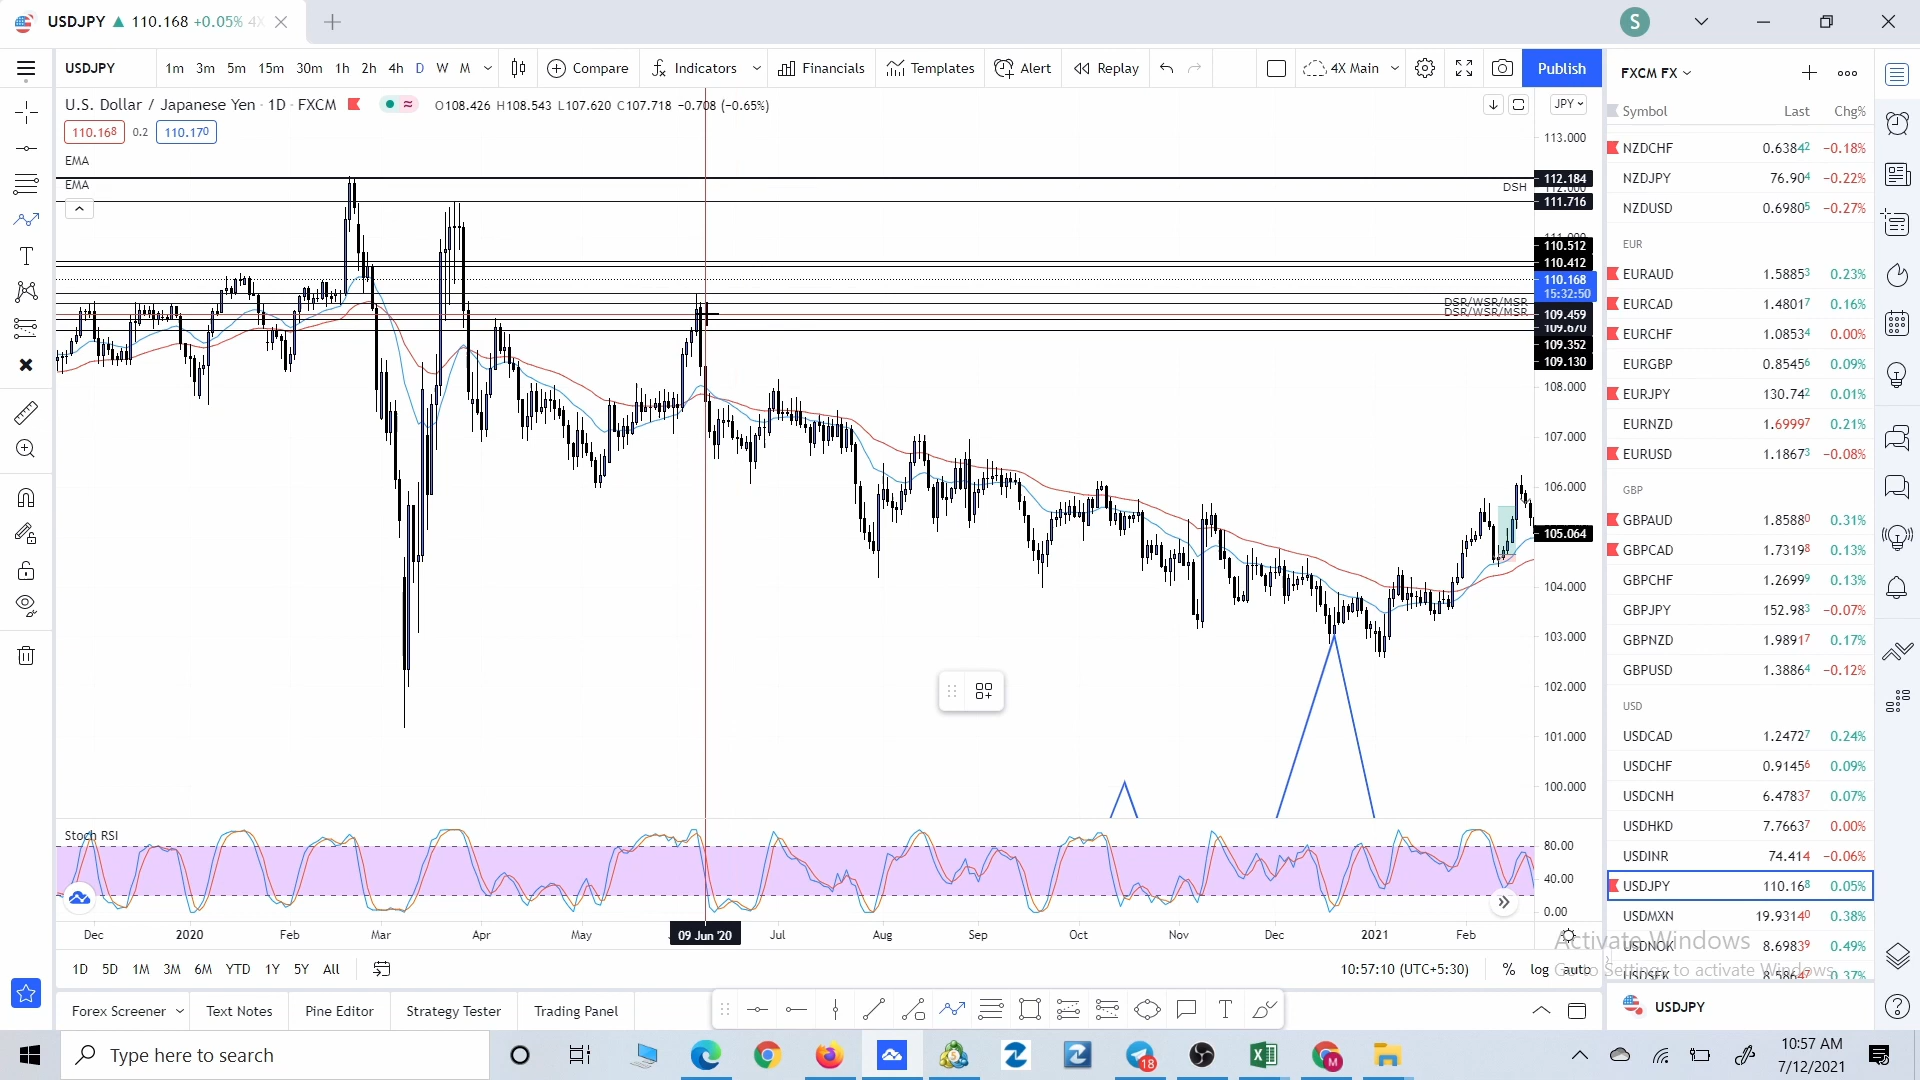 USDJPY ▲ 110.168 +0.05% 4X
S
USDJPY 1m 3m 5m 15m 30m 1h 2h 4h D W M Compare Indicators Financials Templates Alert Replay 4X Main Publish
FXCM FX
U.S. Dollar / Japanese Yen · 1D · FXCM O108.426 H108.543 L107.620 C107.718 −0.708 (−0.65%)
JPY
110.168 0.2 110.170
EMA
EMA
DSH
DSR/WSR/MSR
DSR/WSR/MSR
113.000
112.184
112.000
111.716
111.000
110.512
110.412
110.168
15:32:50
109.459
109.670
109.352
109.130
108.000
107.000
106.000
105.064
104.000
103.000
102.000
101.000
100.000
Stoch RSI
80.00
40.00
0.00
Dec 2020 Feb Mar Apr May 09 Jun '20 Jul Aug Sep Oct Nov Dec 2021 Feb
1D 5D 1M 3M 6M YTD 1Y 5Y All
10:57:10 (UTC+5:30) % log auto
Forex Screener Text Notes Pine Editor Strategy Tester Trading Panel
Symbol Last Chg%
NZDCHF 0.63842 −0.18%
NZDJPY 76.904 −0.22%
NZDUSD 0.69805 −0.27%
EUR
EURAUD 1.58853 0.23%
EURCAD 1.48017 0.16%
EURCHF 1.08534 0.00%
EURGBP 0.85456 0.09%
EURJPY 130.742 0.01%
EURNZD 1.69997 0.21%
EURUSD 1.18673 −0.08%
GBP
GBPAUD 1.85880 0.31%
GBPCAD 1.73198 0.13%
GBPCHF 1.26999 0.13%
GBPJPY 152.983 −0.07%
GBPNZD 1.98917 0.17%
GBPUSD 1.38864 −0.12%
USD
USDCAD 1.24727 0.24%
USDCHF 0.91456 0.09%
USDCNH 6.47837 0.07%
USDHKD 7.76637 0.00%
USDINR 74.414 −0.06%
USDJPY 110.168 0.05%
USDMXN 19.93140 0.38%
USDNOK 8.69839 0.49%
USDSEK 8.58647 0.37%
Activate Windows
Go to Settings to activate Windows.
USDJPY
Type here to search
18
M
10:57 AM
7/12/2021